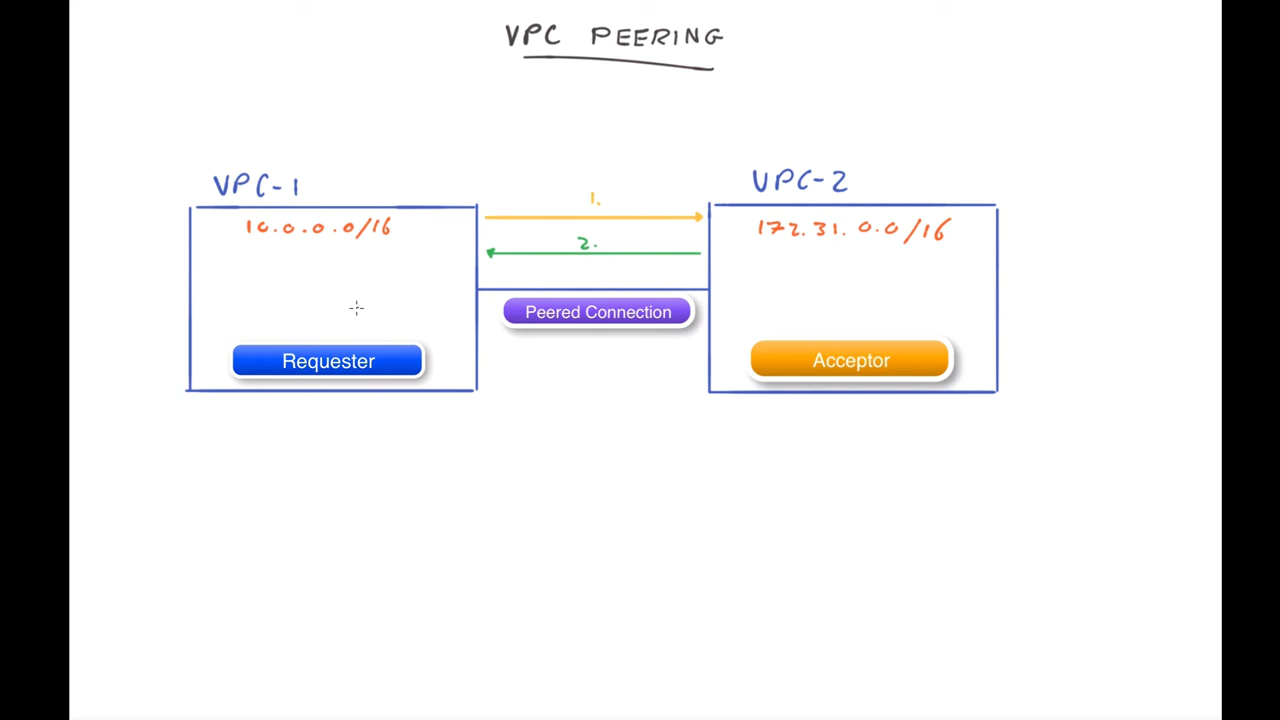 VPC PEERING
VPC-1
VPC-2
1.
10.0.0.0/16
172.31.0.0/16
2.
Peered Connection
Requester
Acceptor